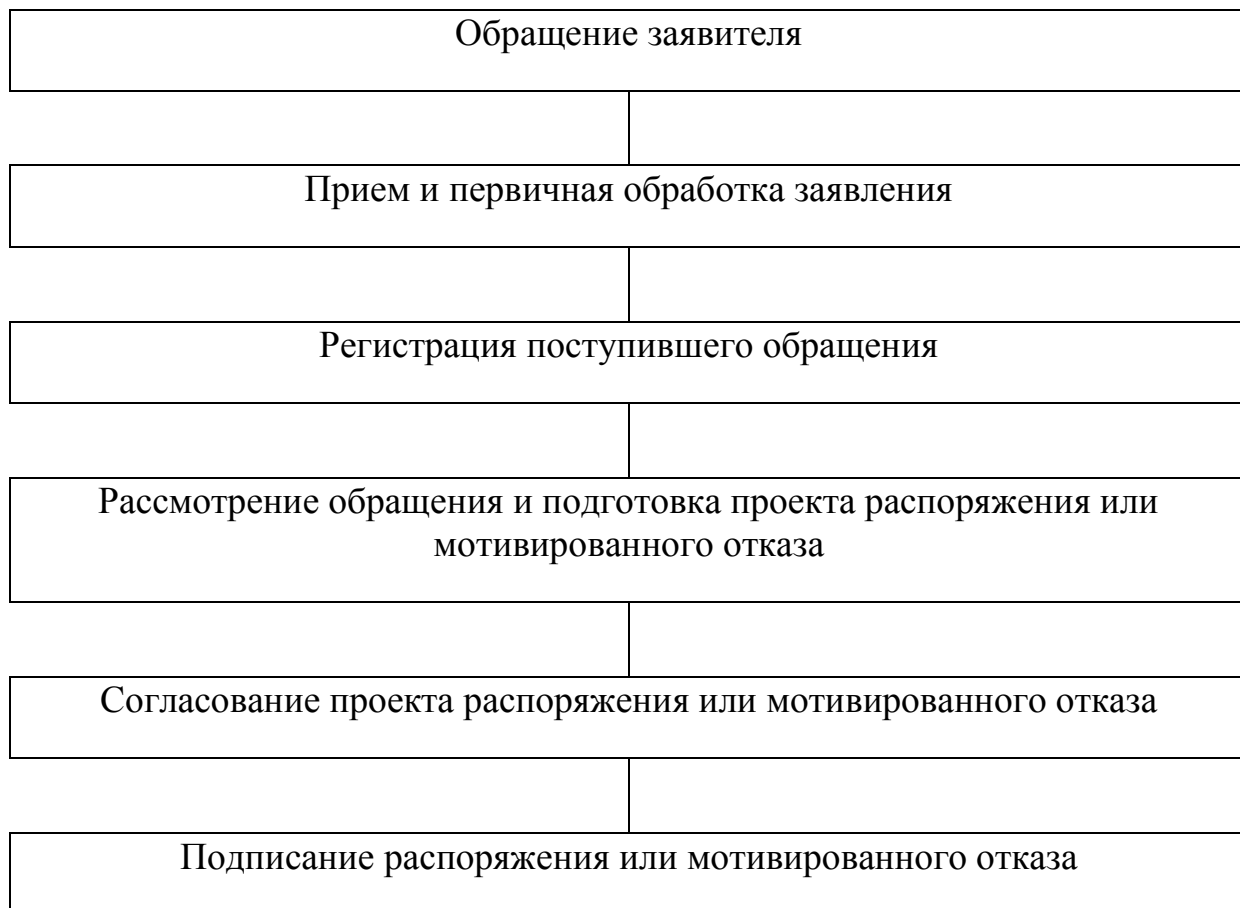 Обращение заявителя
Прием и первичная обработка заявления
Регистрация поступившего обращения
Рассмотрение обращения и подготовка проекта распоряжения или
мотивированного отказа
Согласование проекта распоряжения или мотивированного отказа
Подписание распоряжения или мотивированного отказа